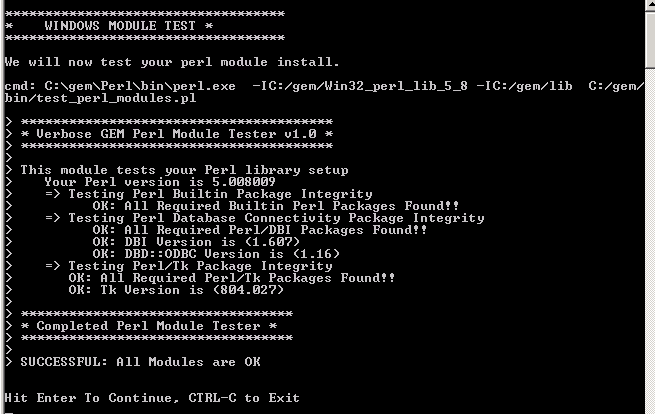 ***********************************
*    WINDOWS MODULE TEST *
***********************************
We will now test your perl module install.
cmd: C:\gem\Perl\bin\perl.exe  -IC:/gem/Win32_perl_lib_5_8 -IC:/gem/lib  C:/gem/
bin/test_perl_modules.pl
> ***************************************
> * Verbose GEM Perl Module Tester v1.0 *
> ***************************************
>
> This module tests your Perl library setup
>    Your Perl version is 5.008009
>    => Testing Perl Builtin Package Integrity
>          OK: All Required Builtin Perl Packages Found!!
>    => Testing Perl Database Connectivity Package Integrity
>          OK: All Required Perl/DBI Packages Found!!
>          OK: DBI Version is (1.607)
>          OK: DBD::ODBC Version is (1.16)
>    => Testing Perl/Tk Package Integrity
>       OK: All Required Perl/Tk Packages Found!!
>       OK: Tk Version is (804.027)
>
> **********************************
> * Completed Perl Module Tester *
> **********************************
>
> SUCCESSFUL: All Modules are OK
Hit Enter To Continue, CTRL-C to Exit